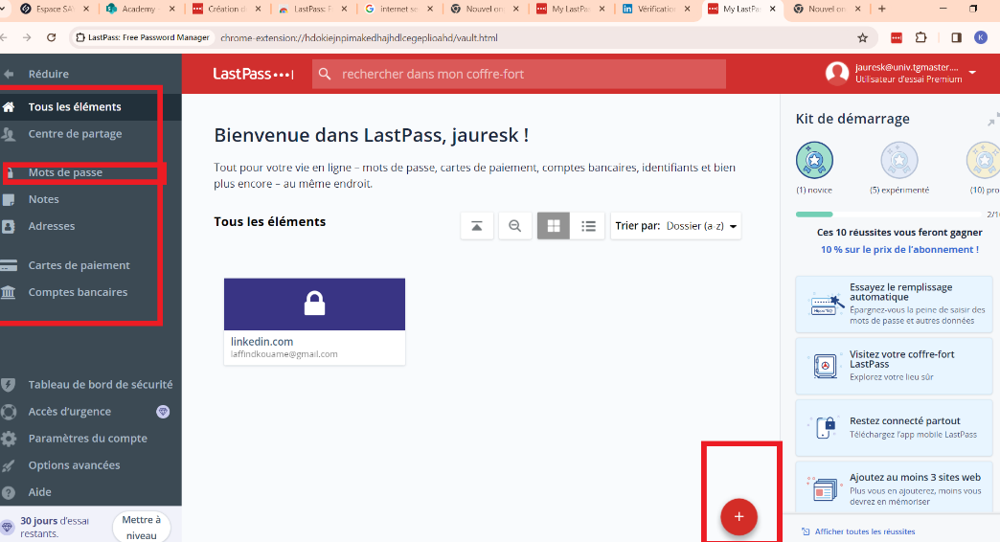 Espace SA
Academy
Création d
LastPass: F
internet se
Nouvel on
My LastPa
Vérificatio
My LastPa
Nouvel on
LastPass: Free Password Manager
chrome-extension://hdokiejnpimakedhajhdlcegeplioahd/vault.html
K
Réduire
Tous les éléments
Centre de partage
Mots de passe
Notes
Adresses
Cartes de paiement
Comptes bancaires
Tableau de bord de sécurité
Accès d'urgence
Paramètres du compte
Options avancées
Aide
30 jours d'essai
restants.
Mettre à
niveau
LastPass
rechercher dans mon coffre-fort
jauresk@univ.tgmaster....
Utilisateur d'essai Premium
Bienvenue dans LastPass, jauresk !
Tout pour votre vie en ligne – mots de passe, cartes de paiement, comptes bancaires, identifiants et bien
plus encore – au même endroit.
Tous les éléments
Trier par: Dossier (a-z)
linkedin.com
laffindkouame@gmail.com
+
Kit de démarrage
(1) novice
(5) expérimenté
(10) pro
2/10
Ces 10 réussites vous feront gagner
10 % sur le prix de l'abonnement !
Essayez le remplissage
automatique
Épargnez-vous la peine de saisir des
mots de passe et autres données
Visitez votre coffre-fort
LastPass
Explorez votre lieu sûr
Restez connecté partout
Téléchargez l'app mobile LastPass
Ajoutez au moins 3 sites web
Plus vous en ajouterez, moins vous
devrez en mémoriser
Afficher toutes les réussites